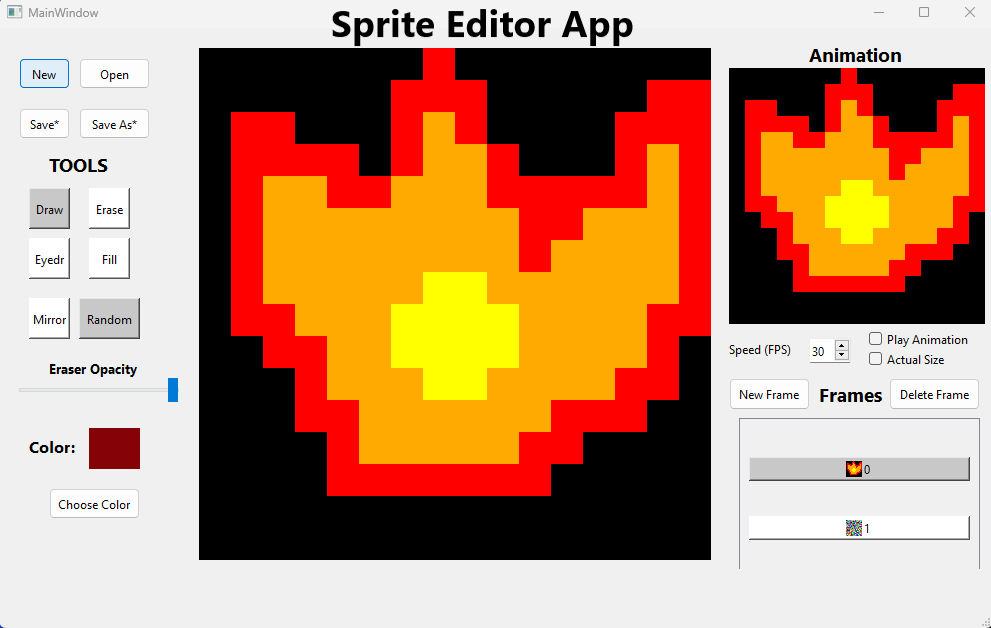 MainWindow
Sprite Editor App
New
Open
Save*
Save As*
TOOLS
Draw
Erase
Eyedr
Fill
Mirror
Random
Eraser Opacity
Color:
Choose Color
Animation
Speed (FPS)
30
Play Animation
Actual Size
New Frame
Frames
Delete Frame
0
1